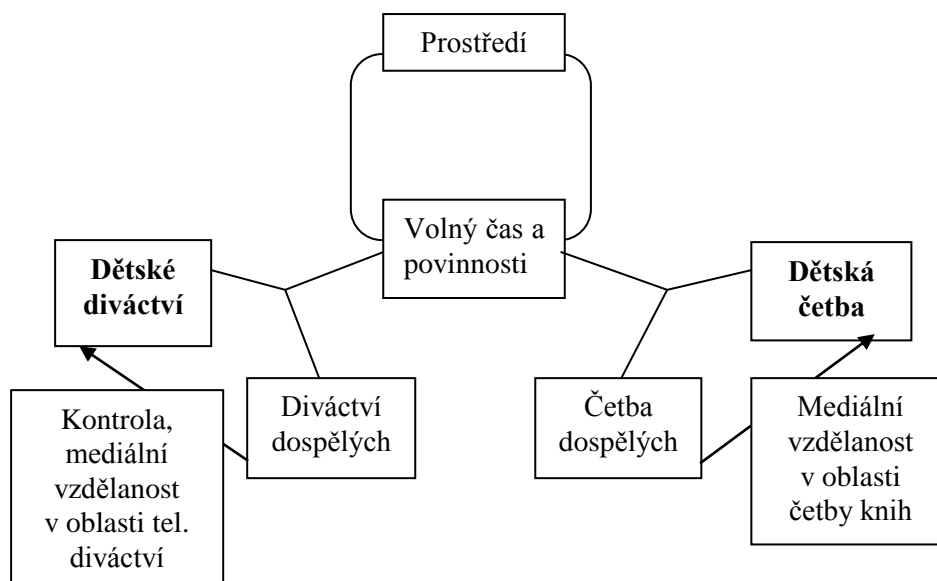 Prostředí
Volný čas a
povinnosti
Dětské
diváctví
Dětská
četba
Kontrola,
mediální
vzdělanost
v oblasti tel.
diváctví
Diváctví
dospělých
Četba
dospělých
Mediální
vzdělanost
v oblasti
četby knih